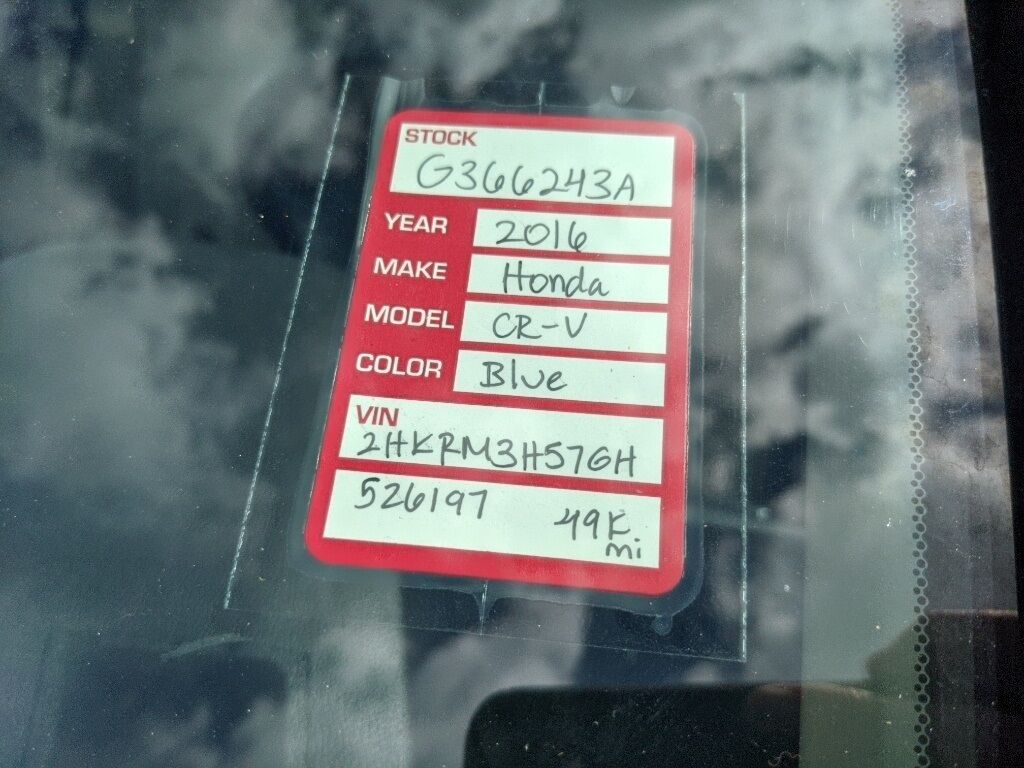 STOCK
G366243A
YEAR 2016
MAKE Honda
MODEL CR-V
COLOR Blue
VIN
2HKRM3H57GH
526197 49K
mi